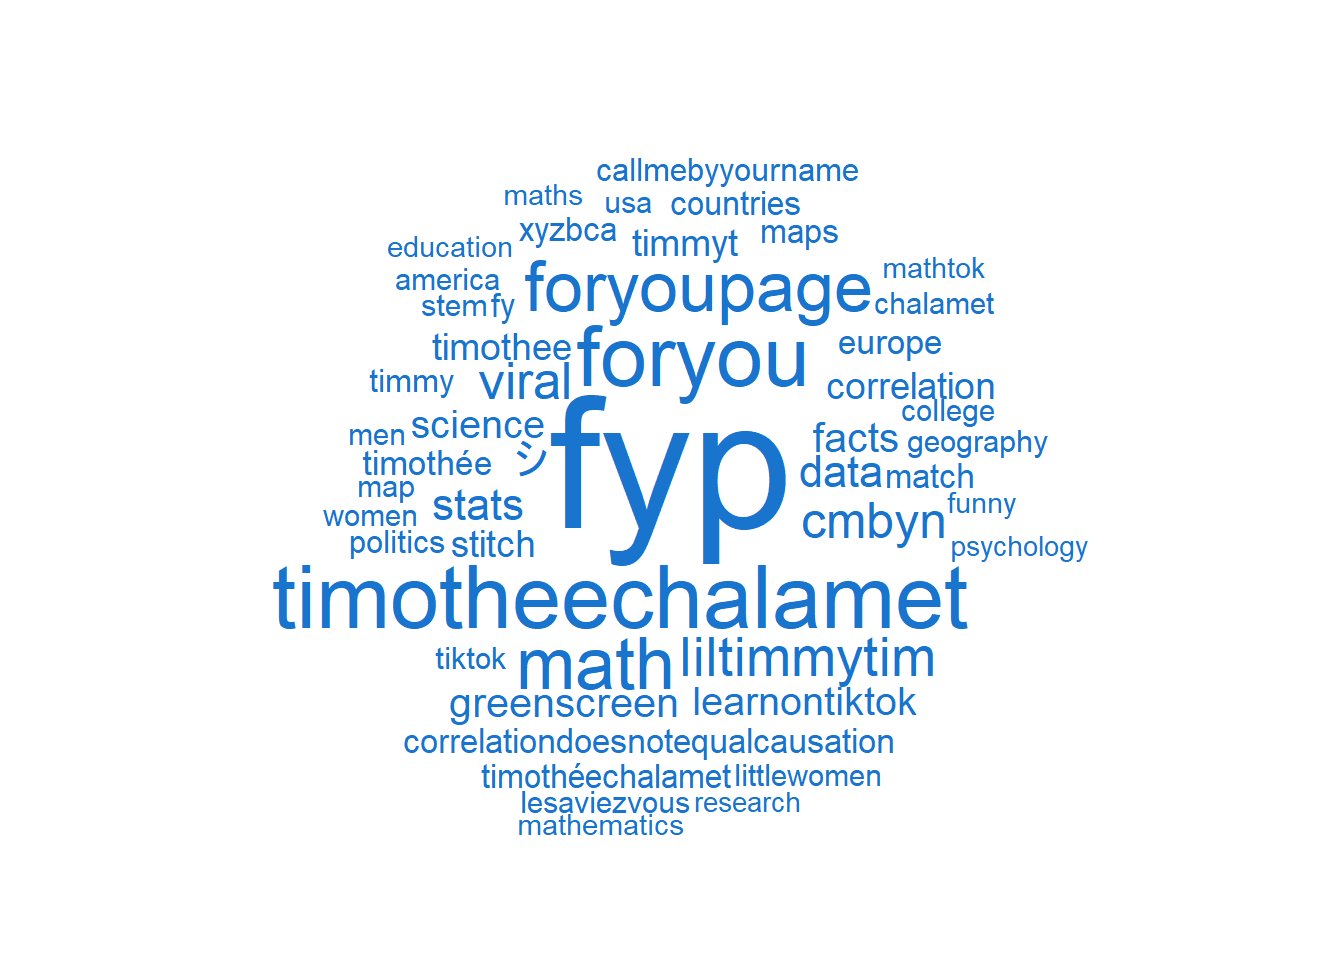 callmebyyourname
maths
usa
countries
xyzbca
timmyt
maps
education
mathtok
america
foryoupage
chalamet
stem
fy
timothee
foryou
europe
timmy
viral
correlation
college
men
science
facts
geography
timothée
シ
fyp
data
match
map
women
stats
cmbyn
funny
politics
stitch
psychology
timotheechalamet
tiktok
math
liltimmytim
greenscreen
learnontiktok
correlationdoesnotequalcausation
timothéechalamet
littlewomen
lesaviezvous
research
mathematics